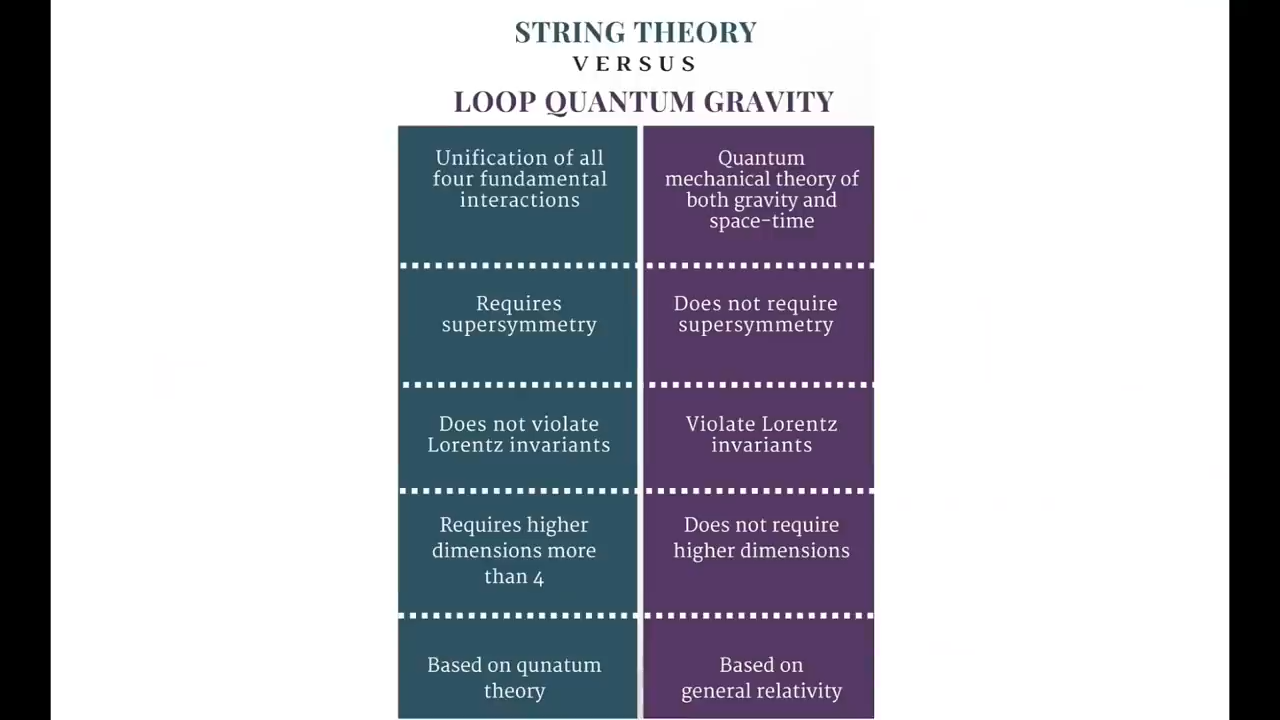 STRING THEORY
VERSUS
LOOP QUANTUM GRAVITY
Unification of all
four fundamental
interactions
Quantum
mechanical theory of
both gravity and
space-time
Requires
supersymmetry
Does not require
supersymmetry
Does not violate
Lorentz invariants
Violate Lorentz
invariants
Requires higher
dimensions more
than 4
Does not require
higher dimensions
Based on qunatum
theory
Based on
general relativity